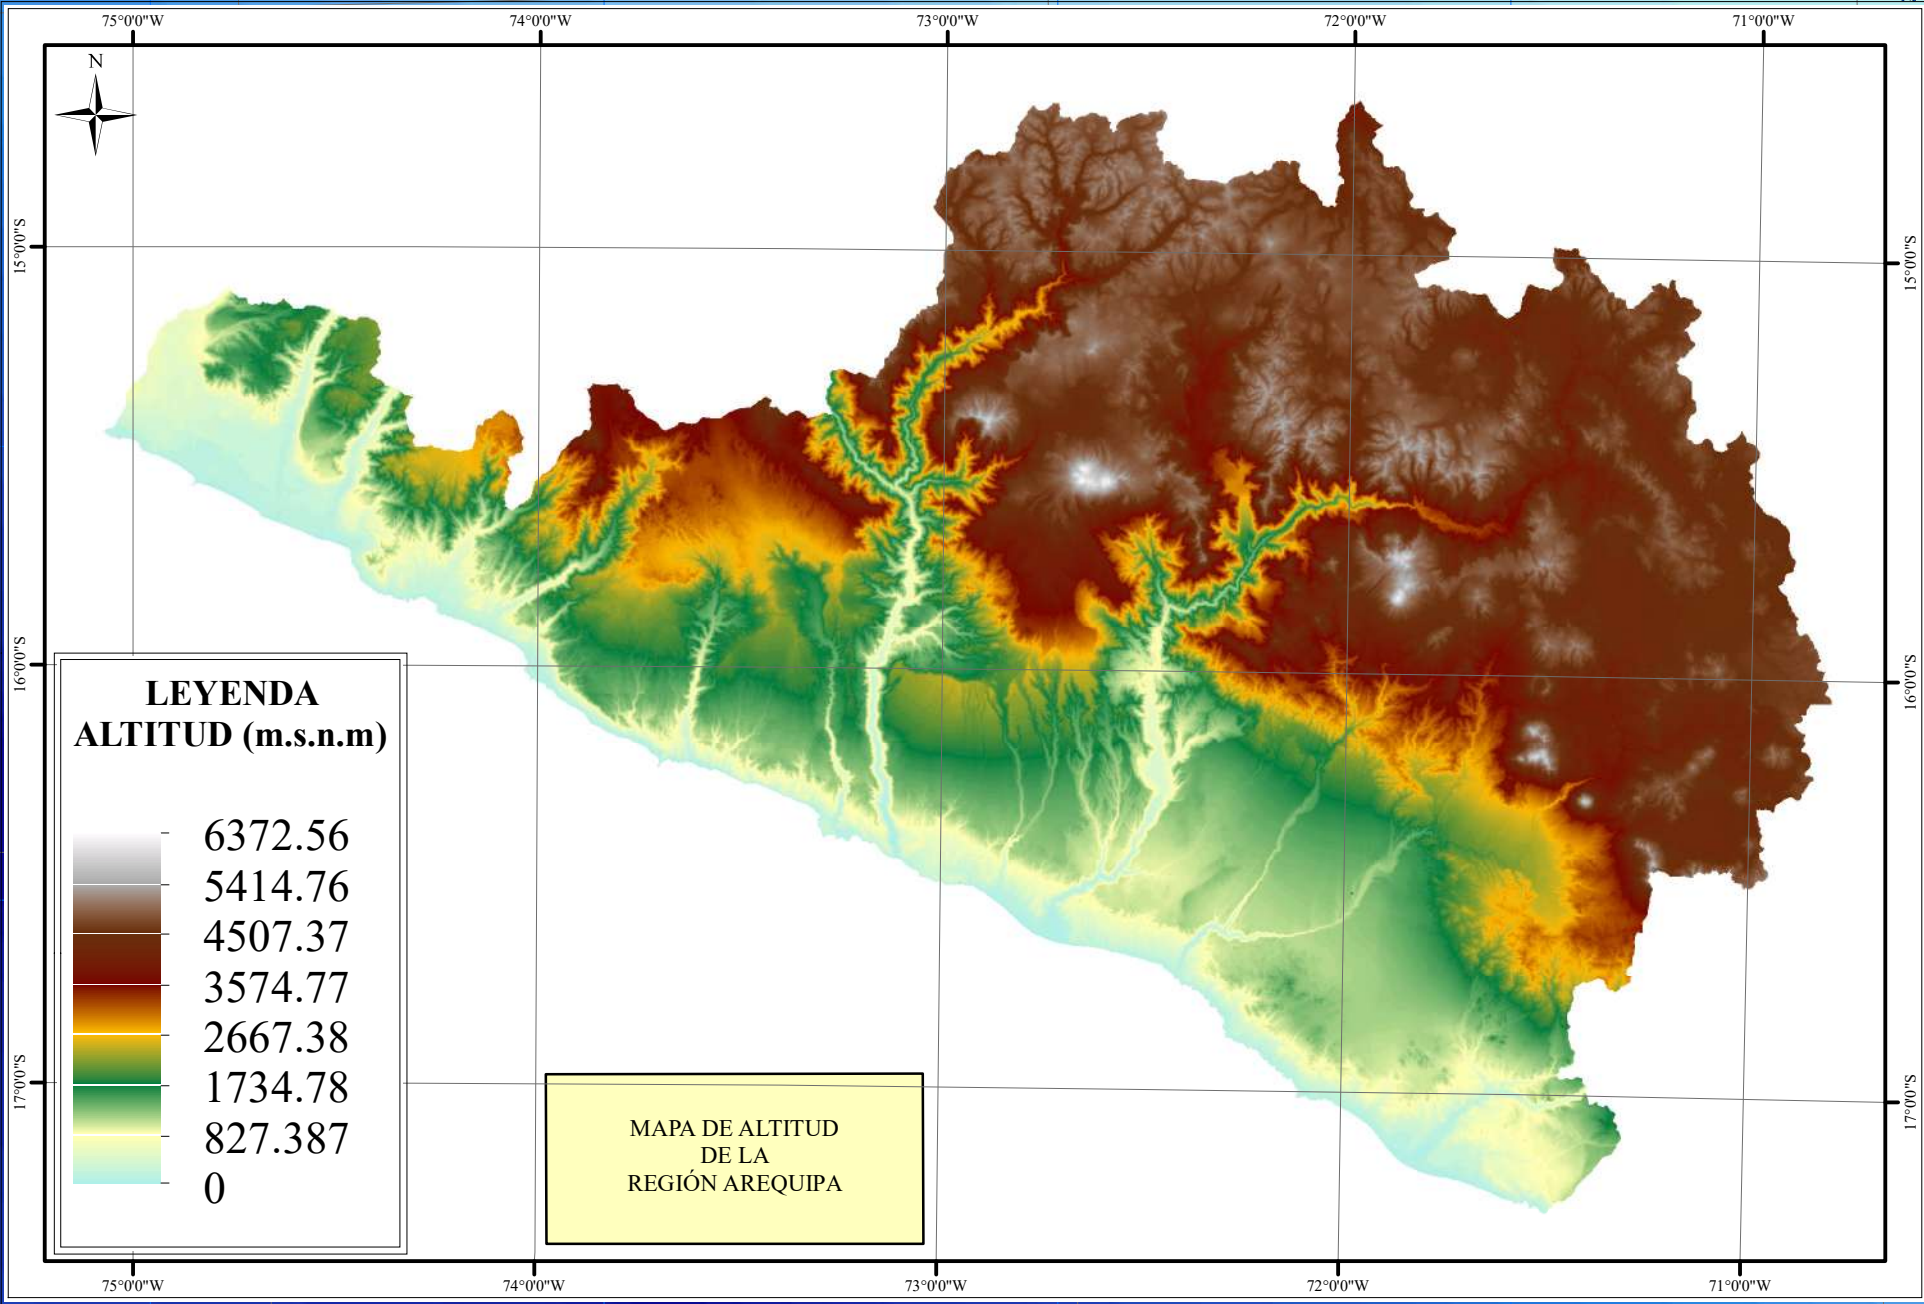 75°0'0"W
74°0'0"W
73°0'0"W
72°0'0"W
71°0'0"W
N
15°0'0"S
15°0'0"S
16°0'0"S
16°0'0"S
LEYENDA
ALTITUD (m.s.n.m)
6372.56
5414.76
4507.37
3574.77
2667.38
1734.78
827.387
0
17°0'0"S
17°0'0"S
MAPA DE ALTITUD
DE LA
REGIÓN AREQUIPA
75°0'0"W
74°0'0"W
73°0'0"W
72°0'0"W
71°0'0"W